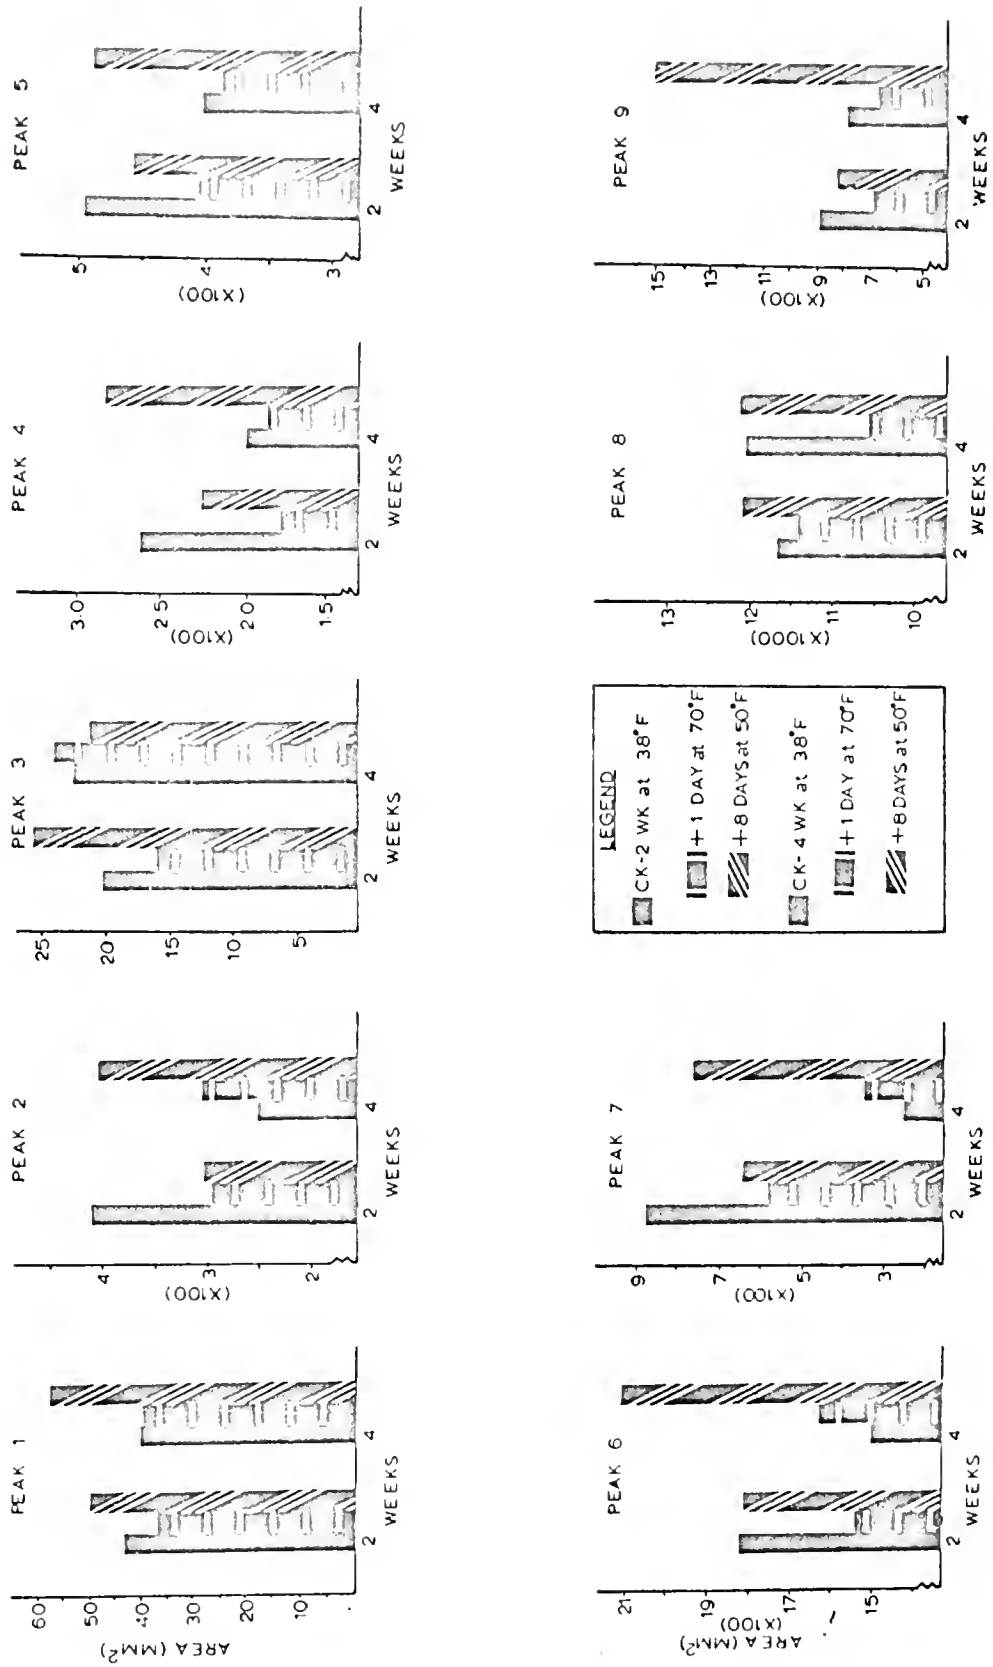 PEAK 1
AREA (MM²)
60
50
40
30
20
10
2
4
WEEKS
PEAK 2
(X100)
4
3
2
2
4
WEEKS
PEAK 3
25
20
15
10
5
2
4
WEEKS
PEAK 4
(X100)
3.0
2.5
2.0
1.5
2
4
WEEKS
PEAK 5
(X100)
5
4
3
2
4
WEEKS
PEAK 6
AREA (MM²)
(X100)
21
19
17
15
2
4
WEEKS
PEAK 7
(X100)
9
7
5
3
2
4
WEEKS
LEGEND
CK-2 WK at 38°F
+1 DAY at 70°F
+8 DAYS at 50°F
CK-4 WK at 38°F
+1 DAY at 70°F
+8 DAYS at 50°F
PEAK 8
(X1000)
13
12
11
10
2
4
WEEKS
PEAK 9
(X100)
15
13
11
9
7
5
2
4
WEEKS